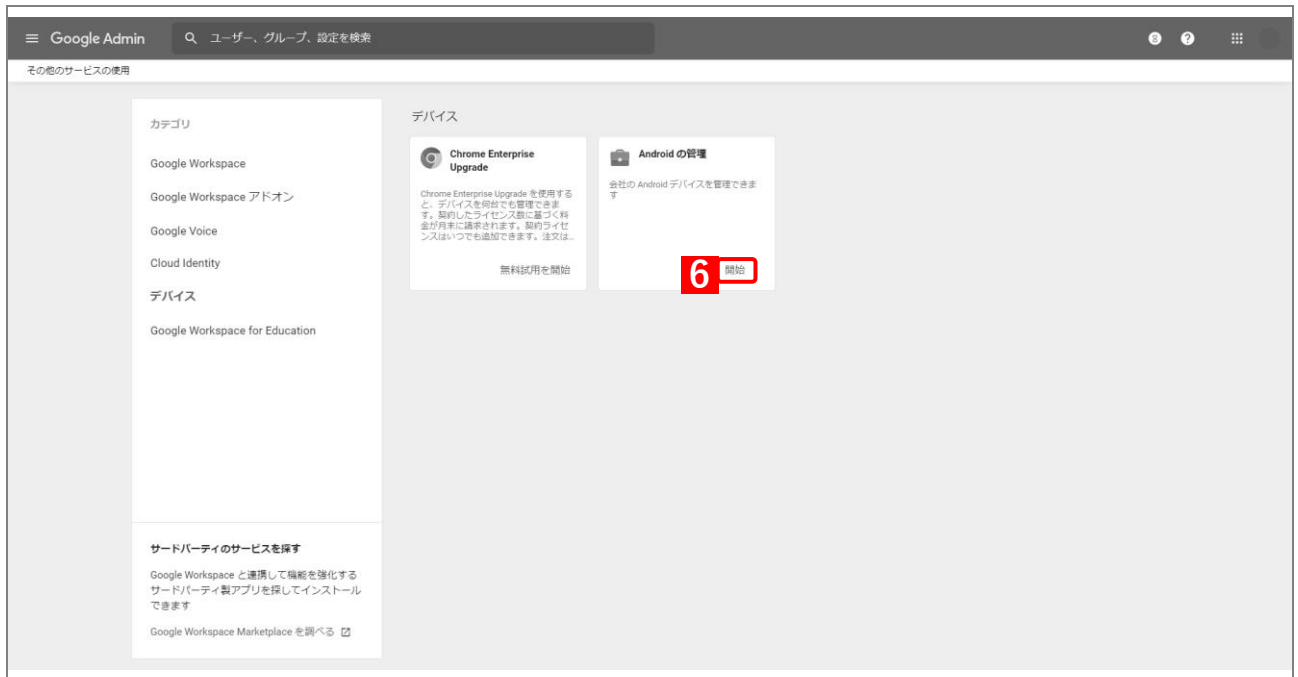 Google Admin
ユーザー、グループ、設定を検索
8
?
その他のサービスの使用
カテゴリ
Google Workspace
Google Workspace アドオン
Google Voice
Cloud Identity
デバイス
Google Workspace for Education
サードパーティのサービスを探す
Google Workspace と連携して機能を強化する
サードパーティ製アプリを探してインストール
できます
Google Workspace Marketplace を調べる
デバイス
Chrome Enterprise
Upgrade
Chrome Enterprise Upgrade を使用する
と、デバイスを何台でも管理できま
す。契約したライセンス数に基づく料
金が月末に請求されます。契約ライセ
ンスはいつでも追加できます。注文は...
無料試用を開始
Android の管理
会社の Android デバイスを管理できま
す
6
開始